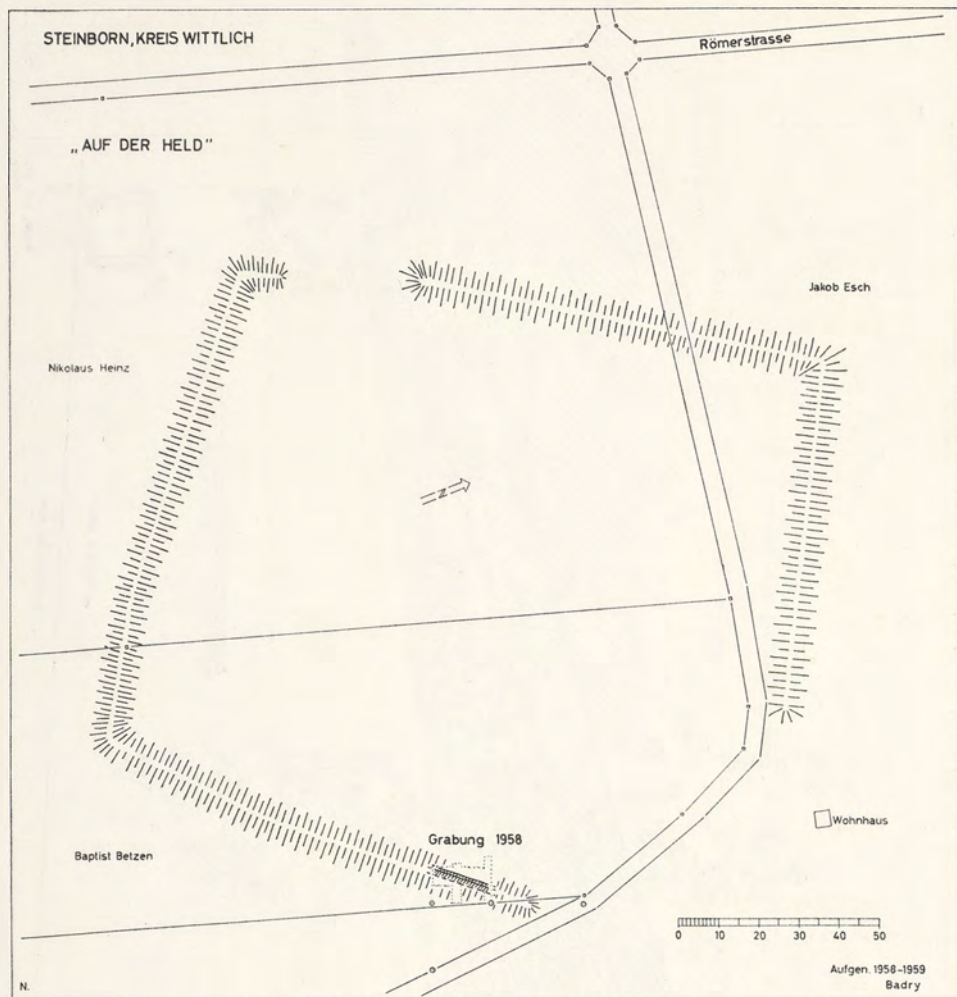 STEINBORN, KREIS WITTLICH
Römerstrasse
„AUF DER HELD"
Jakob Esch
Nikolaus Heinz
N
Grabung 1958
Wohnhaus
Baptist Betzen
0 10 20 25 30 40 50
Aufgen. 1958-1959
Badry
N.